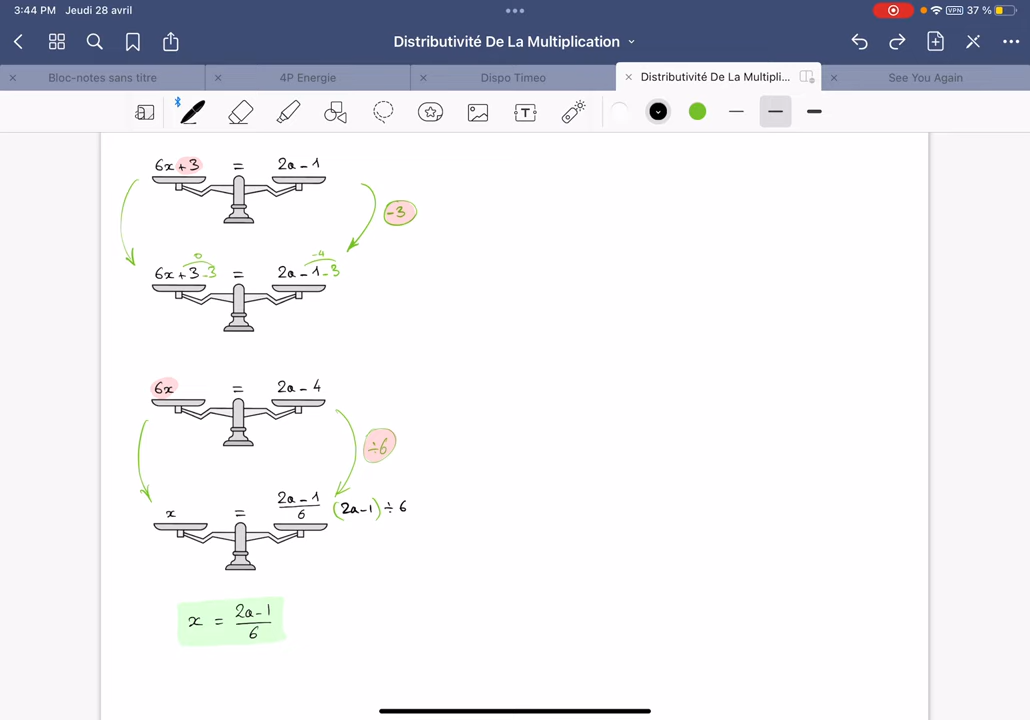 3:44 PM Jeudi 28 avril
VPN 37 %
Distributivité De La Multiplication
Bloc-notes sans titre
4P Energie
Dispo Timeo
Distributivité De La Multipli...
See You Again
6x + 3 = 2a - 1
-3
0 -4
6x + 3 - 3 = 2a - 1 - 3
6x = 2a - 4
÷6
x = (2a - 1)/6 (2a - 1) ÷ 6
x = (2a - 1)/6